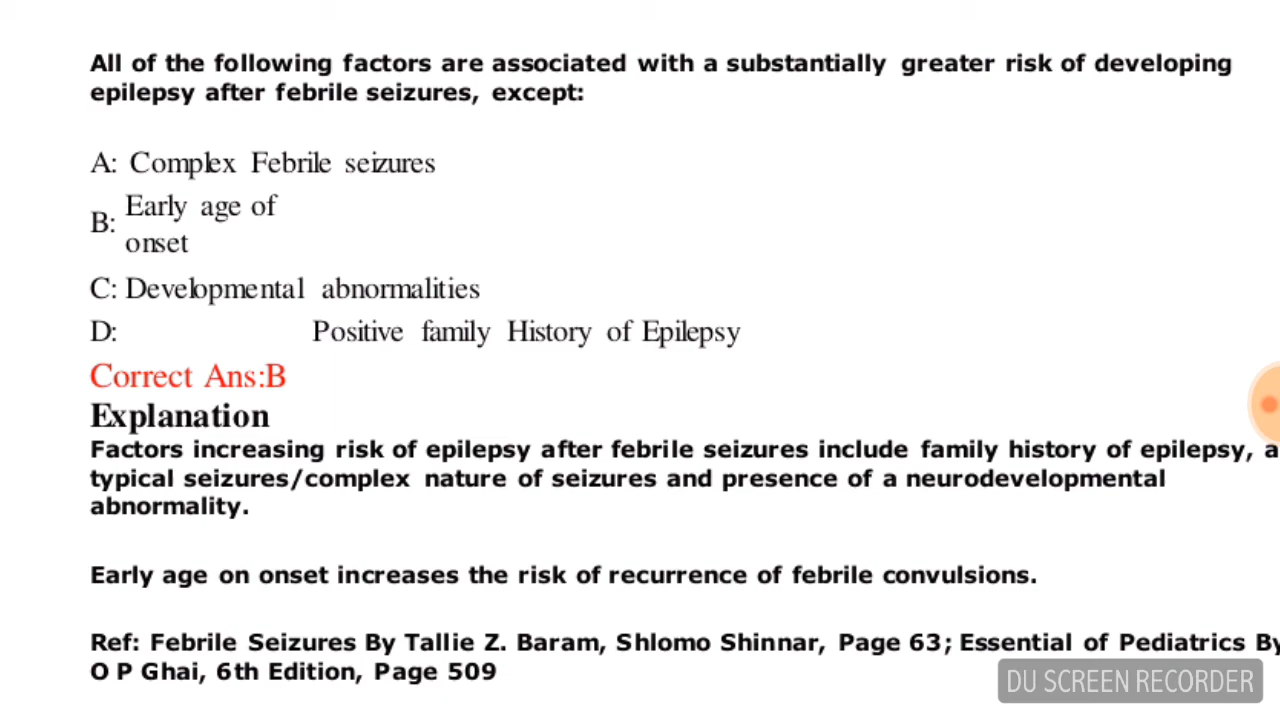 All of the following factors are associated with a substantially greater risk of developing
epilepsy after febrile seizures, except:
A: Complex Febrile seizures
B: Early age of
onset
C: Developmental abnormalities
D: Positive family History of Epilepsy
Correct Ans:B
Explanation
Factors increasing risk of epilepsy after febrile seizures include family history of epilepsy, a
typical seizures/complex nature of seizures and presence of a neurodevelopmental
abnormality.
Early age on onset increases the risk of recurrence of febrile convulsions.
Ref: Febrile Seizures By Tallie Z. Baram, Shlomo Shinnar, Page 63; Essential of Pediatrics By
O P Ghai, 6th Edition, Page 509
DU SCREEN RECORDER